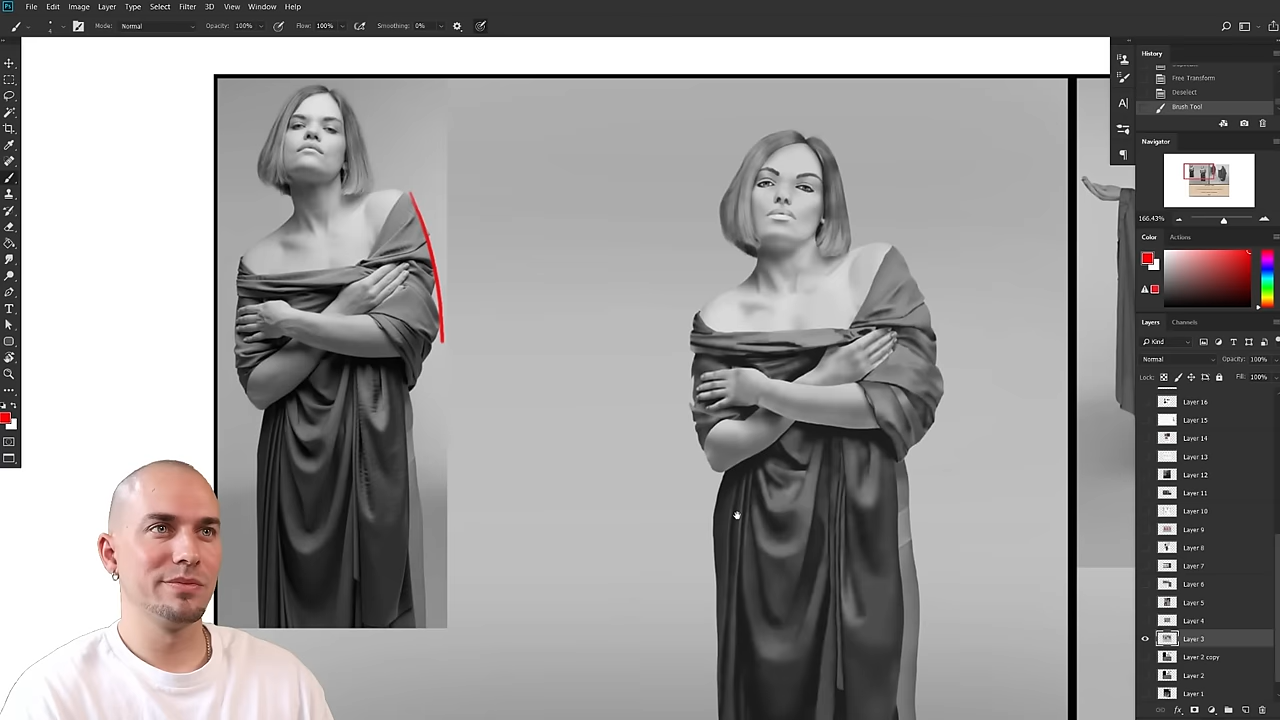 Ps File Edit Image Layer Type Select Filter 3D View Window Help
4 Mode: Normal Opacity: 100% Flow: 100% Smoothing: 0%
History
Free Transform
Deselect
Brush Tool
Navigator
166.43%
Color Actions
Layers Channels
Kind
Normal Opacity: 100%
Lock: Fill: 100%
Layer 16
Layer 15
Layer 14
Layer 13
Layer 12
Layer 11
Layer 10
Layer 9
Layer 8
Layer 7
Layer 6
Layer 5
Layer 4
Layer 3
Layer 2 copy
Layer 2
Layer 1